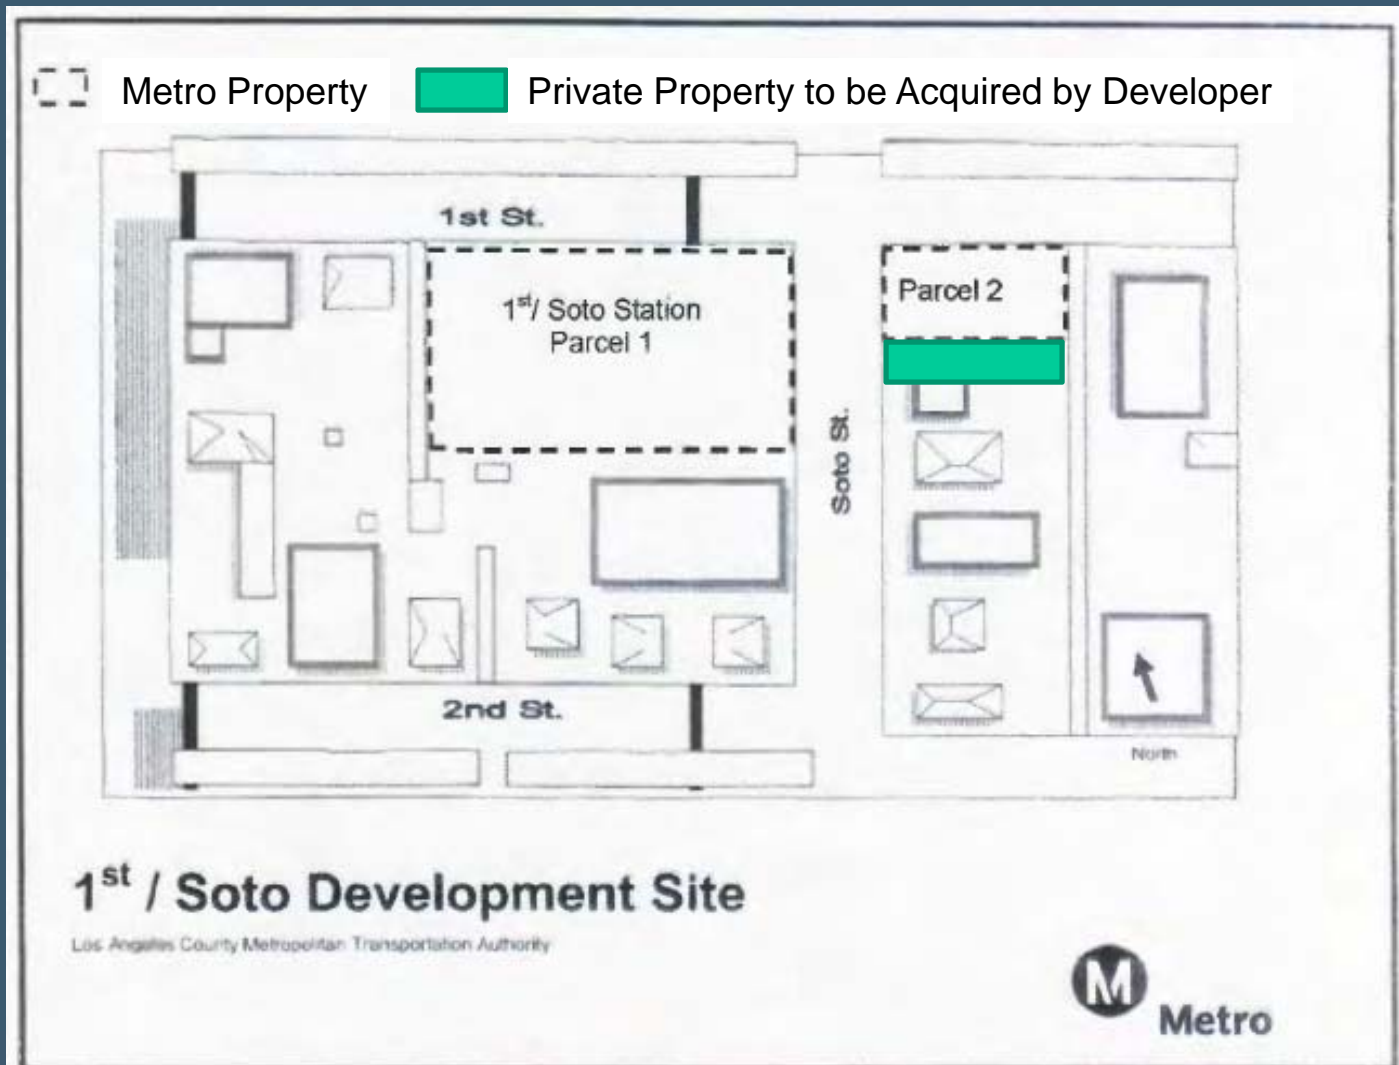 Metro Property
Private Property to be Acquired by Developer
1st St.
1st/ Soto Station
Parcel 1
Parcel 2
Soto St.
2nd St.
North
1st / Soto Development Site
Los Angeles County Metropolitan Transportation Authority
M
Metro